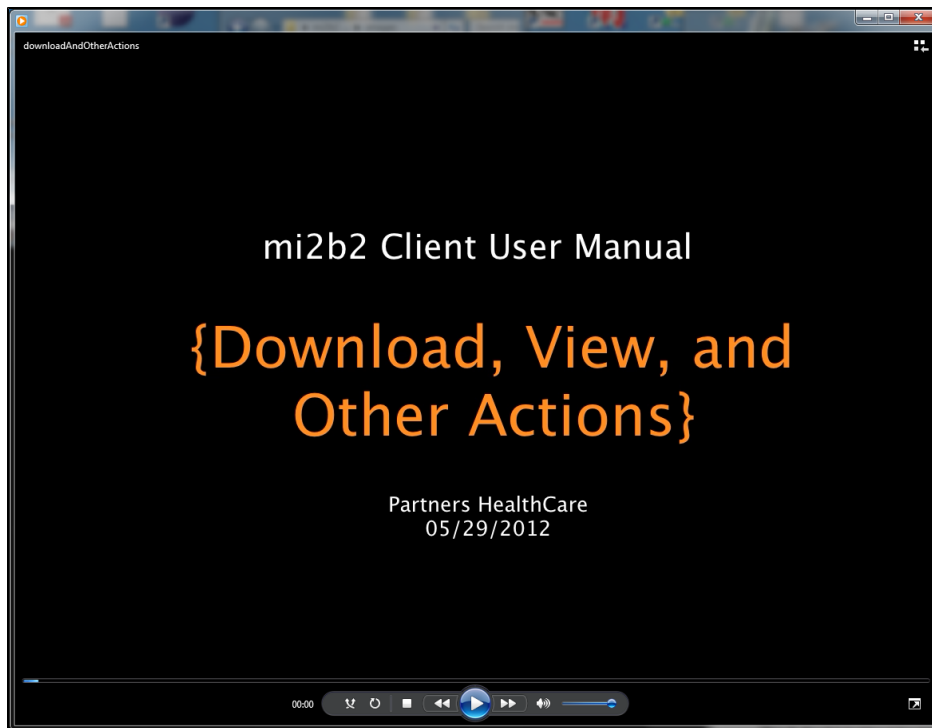 downloadAndOtherActions
mi2b2 Client User Manual
{Download, View, and
Other Actions}
Partners HealthCare
05/29/2012
00:00